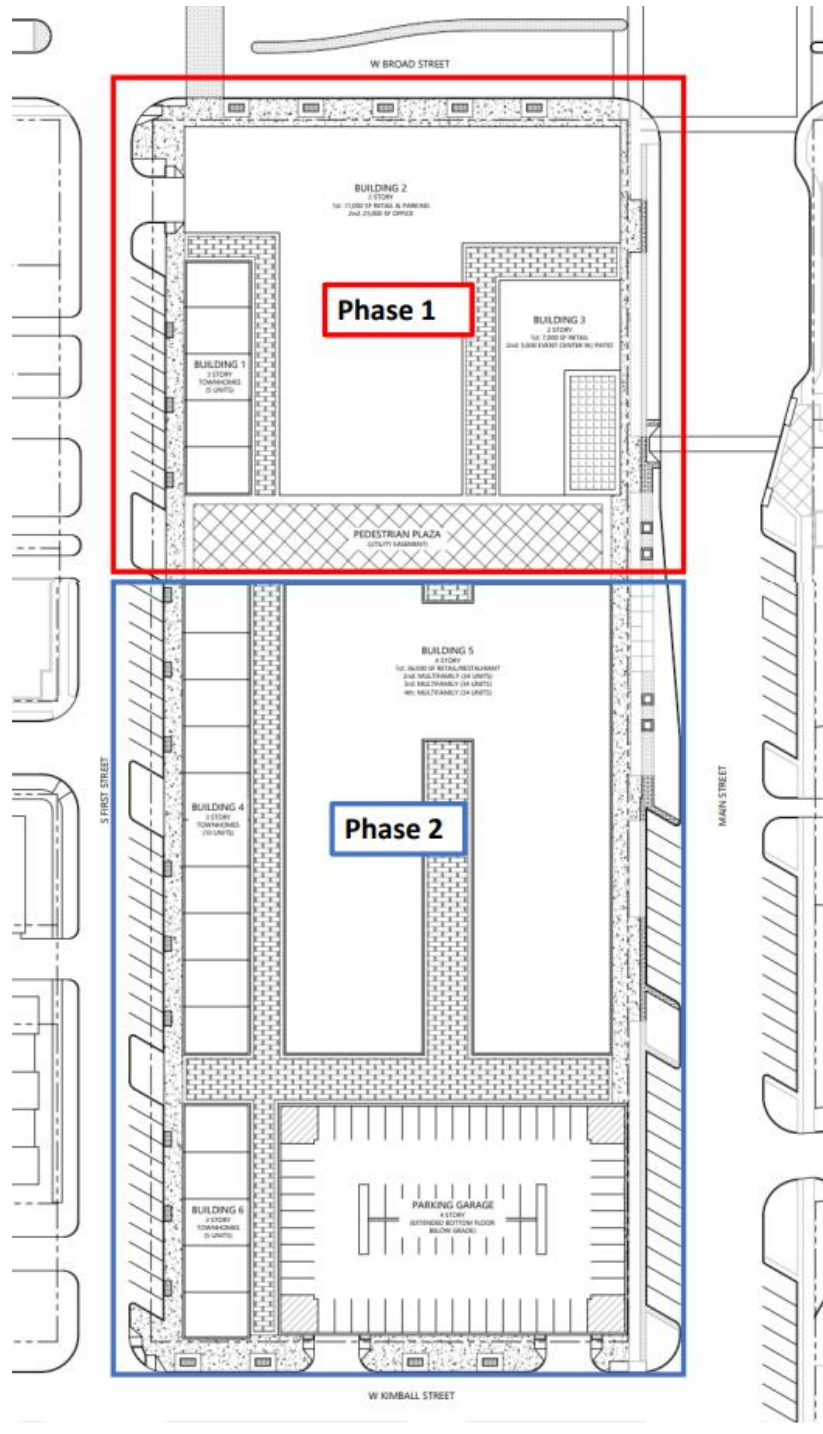 W BROAD STREET
BUILDING 2
2 STORY
1st: 11,000 SF RETAIL & PARKING
2nd: 21,000 SF OFFICE
Phase 1
BUILDING 3
2 STORY
1st: 7,000 SF RETAIL
2nd: 5,000 EVENT CENTER W/ PATIO
BUILDING 1
3 STORY
TOWNHOMES
(5 UNITS)
PEDESTRIAN PLAZA
(UTILITY EASEMENT)
BUILDING 5
4 STORY
1st: 36,000 SF RETAIL/RESTAURANT
2nd: MULTIFAMILY (34 UNITS)
3rd: MULTIFAMILY (34 UNITS)
4th: MULTIFAMILY (34 UNITS)
S FIRST STREET
MAIN STREET
BUILDING 4
3 STORY
TOWNHOMES
(10 UNITS)
Phase 2
BUILDING 6
3 STORY
TOWNHOMES
(5 UNITS)
PARKING GARAGE
4 STORY
(EXTENDED BOTTOM FLOOR
BELOW GRADE)
W KIMBALL STREET